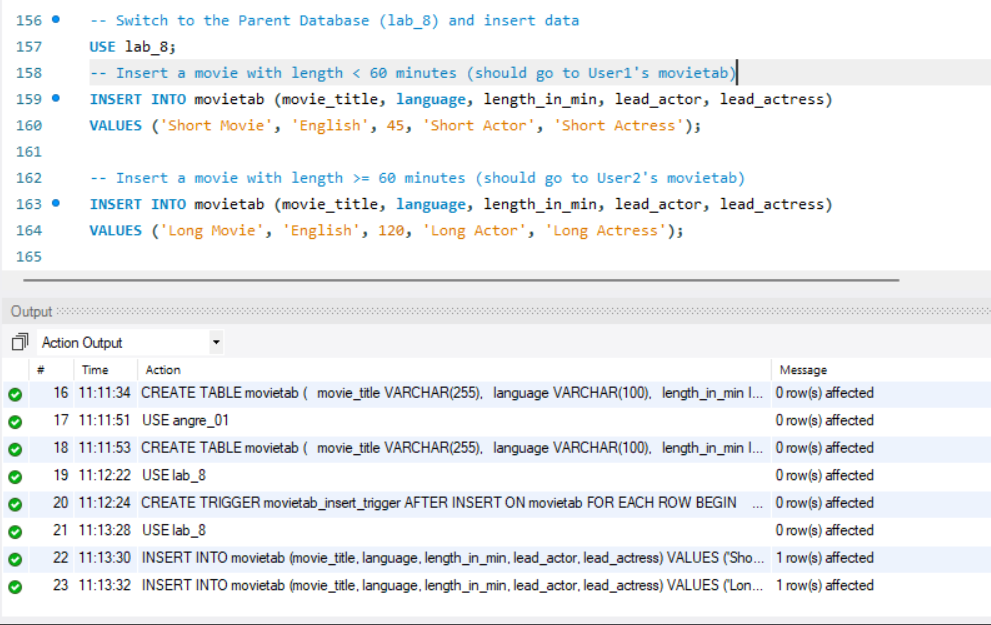 156 -- Switch to the Parent Database (lab_8) and insert data
157 USE lab_8;
158 -- Insert a movie with length < 60 minutes (should go to User1's movietab)
159 INSERT INTO movietab (movie_title, language, length_in_min, lead_actor, lead_actress)
160 VALUES ('Short Movie', 'English', 45, 'Short Actor', 'Short Actress');
161
162 -- Insert a movie with length >= 60 minutes (should go to User2's movietab)
163 INSERT INTO movietab (movie_title, language, length_in_min, lead_actor, lead_actress)
164 VALUES ('Long Movie', 'English', 120, 'Long Actor', 'Long Actress');
165
Output
Action Output
# Time Action Message
16 11:11:34 CREATE TABLE movietab ( movie_title VARCHAR(255), language VARCHAR(100), length_in_min I... 0 row(s) affected
17 11:11:51 USE angre_01 0 row(s) affected
18 11:11:53 CREATE TABLE movietab ( movie_title VARCHAR(255), language VARCHAR(100), length_in_min I... 0 row(s) affected
19 11:12:22 USE lab_8 0 row(s) affected
20 11:12:24 CREATE TRIGGER movietab_insert_trigger AFTER INSERT ON movietab FOR EACH ROW BEGIN ... 0 row(s) affected
21 11:13:28 USE lab_8 0 row(s) affected
22 11:13:30 INSERT INTO movietab (movie_title, language, length_in_min, lead_actor, lead_actress) VALUES ('Sho... 1 row(s) affected
23 11:13:32 INSERT INTO movietab (movie_title, language, length_in_min, lead_actor, lead_actress) VALUES ('Lon... 1 row(s) affected